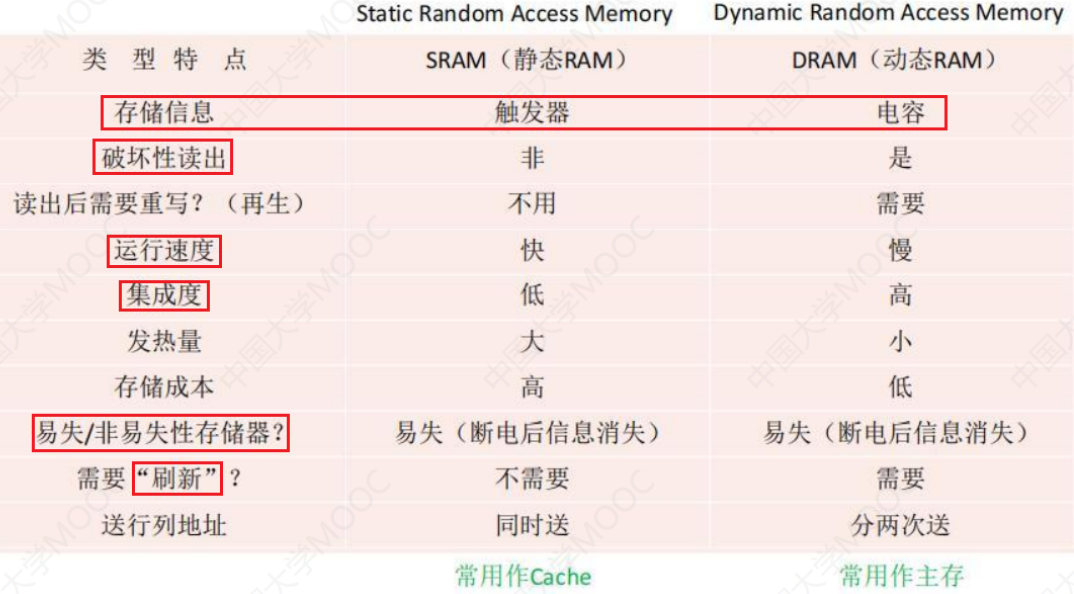 Static Random Access Memory Dynamic Random Access Memory
类 型 特 点 SRAM（静态RAM） DRAM（动态RAM）
存储信息 触发器 电容
破坏性读出 非 是
读出后需要重写？（再生） 不用 需要
运行速度 快 慢
集成度 低 高
发热量 大 小
存储成本 高 低
易失/非易失性存储器？ 易失（断电后信息消失） 易失（断电后信息消失）
需要“刷新”？ 不需要 需要
送行列地址 同时送 分两次送
常用作Cache 常用作主存
中国大学MOOC